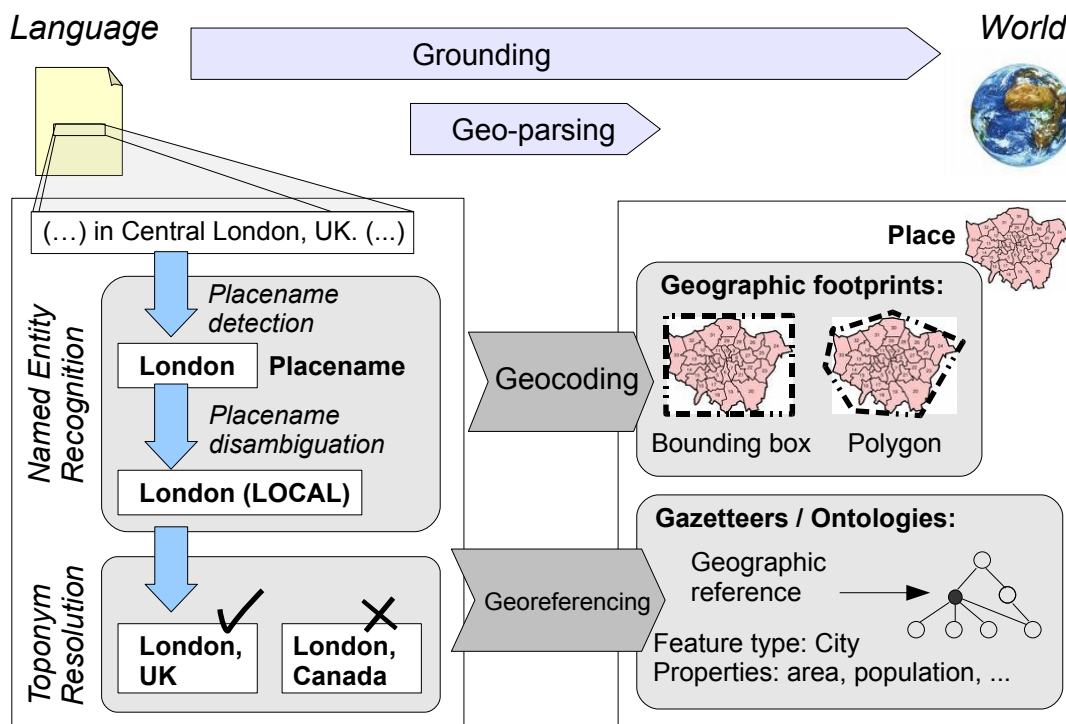 Language
World
Grounding
Geo-parsing
(…) in Central London, UK. (...)
Named Entity
Recognition
Placename
detection
London
Placename
Placename
disambiguation
London (LOCAL)
Toponym
Resolution
London,
UK
London,
Canada
Geocoding
Georeferencing
Place
Geographic footprints:
Bounding box
Polygon
Gazetteers / Ontologies:
Geographic
reference
Feature type: City
Properties: area, population, ...